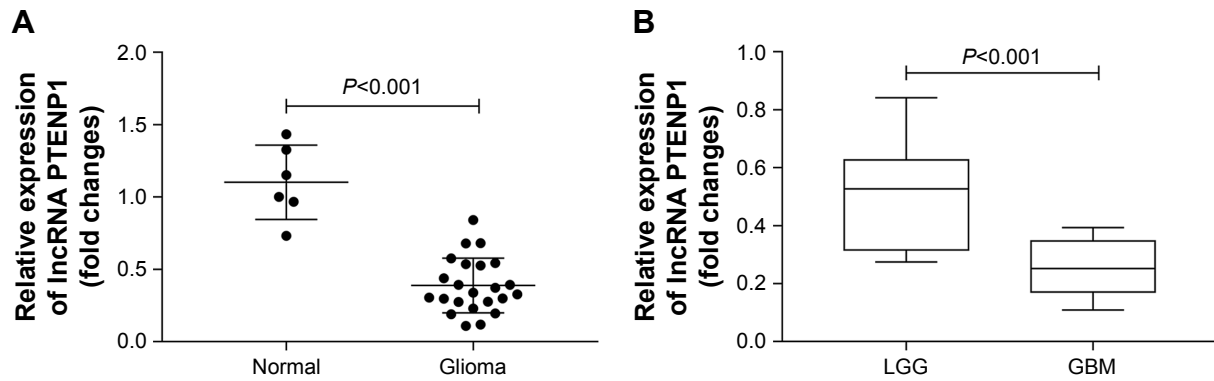 A
Relative expression
of lncRNA PTENP1
(fold changes)
2.0
1.5
1.0
0.5
0.0
P<0.001
Normal
Glioma
B
Relative expression
of lncRNA PTENP1
(fold changes)
1.0
0.8
0.6
0.4
0.2
0.0
P<0.001
LGG
GBM